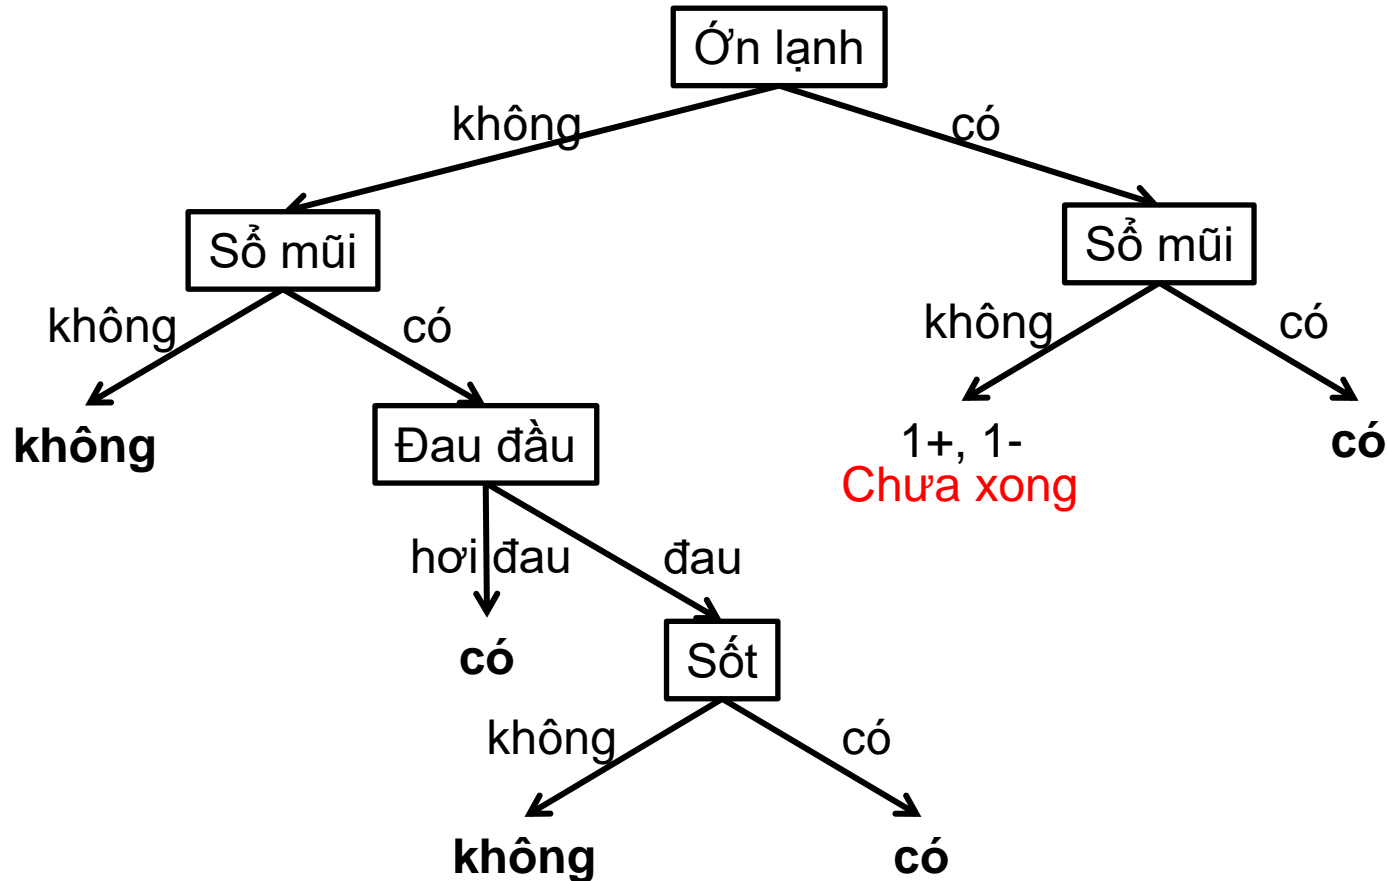 Ớn lạnh
không
có
Sổ mũi
Sổ mũi
không
có
không
có
không
Đau đầu
1+, 1-
Chưa xong
có
hơi đau
đau
có
Sốt
không
có
không
có